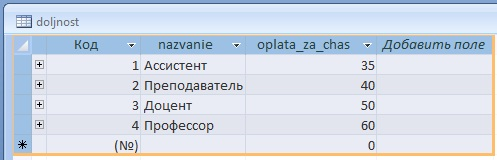 doljnost
Код nazvanie oplata_za_chas Добавить поле
1 Ассистент 35
2 Преподаватель 40
3 Доцент 50
4 Профессор 60
(№) 0